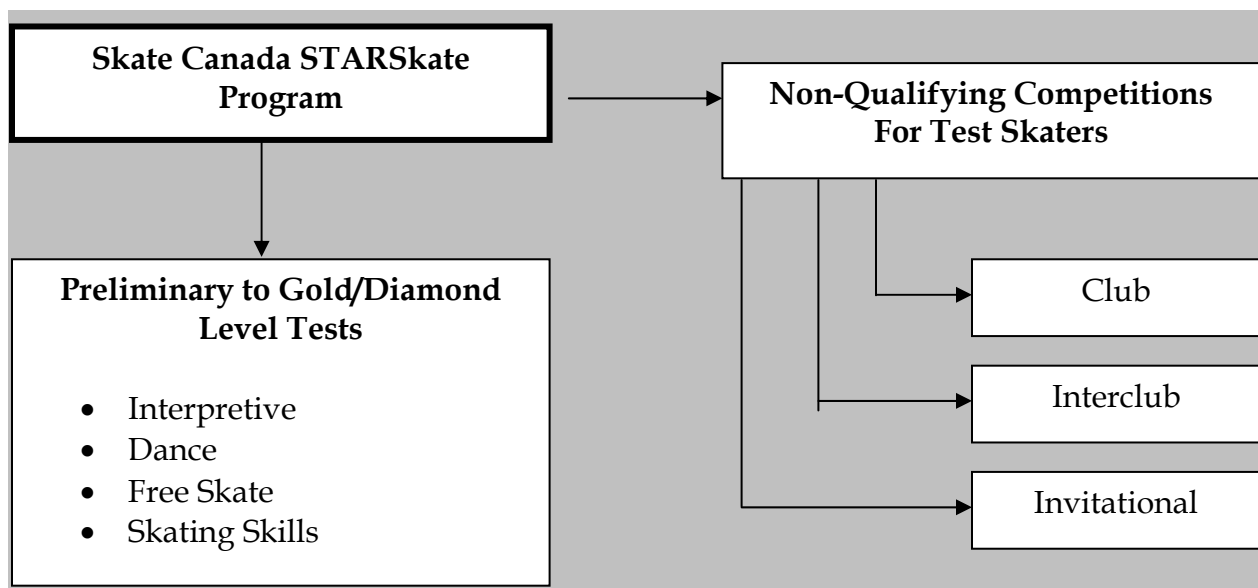 Skate Canada STARSkate
Program
Non-Qualifying Competitions
For Test Skaters
Preliminary to Gold/Diamond
Level Tests
• Interpretive
• Dance
• Free Skate
• Skating Skills
Club
Interclub
Invitational